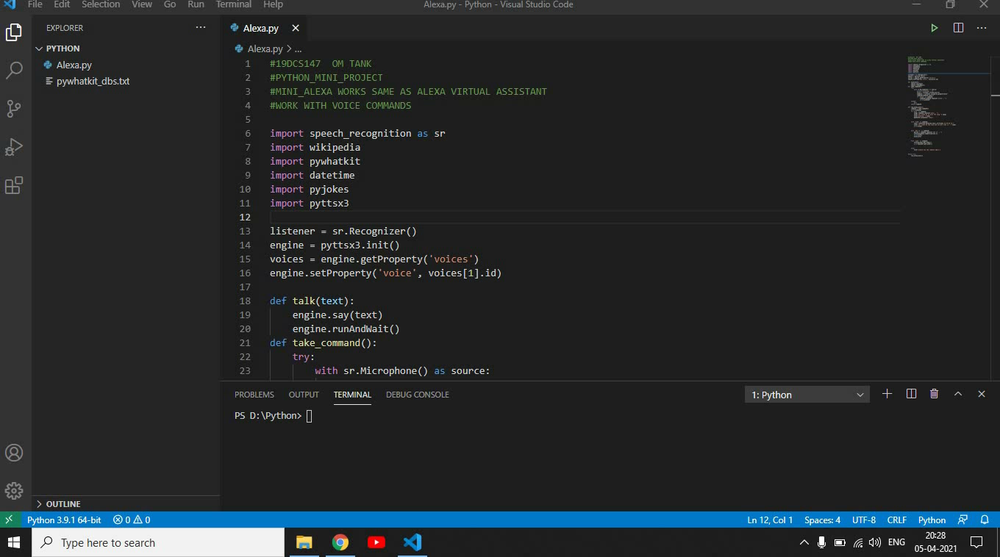 File Edit Selection View Go Run Terminal Help Alexa.py - Python - Visual Studio Code
EXPLORER ...
PYTHON
Alexa.py
pywhatkit_dbs.txt
OUTLINE
Alexa.py
Alexa.py > ...
1 #19DCS147  OM TANK
2 #PYTHON_MINI_PROJECT
3 #MINI_ALEXA WORKS SAME AS ALEXA VIRTUAL ASSISTANT
4 #WORK WITH VOICE COMMANDS
5
6 import speech_recognition as sr
7 import wikipedia
8 import pywhatkit
9 import datetime
10 import pyjokes
11 import pyttsx3
12
13 listener = sr.Recognizer()
14 engine = pyttsx3.init()
15 voices = engine.getProperty('voices')
16 engine.setProperty('voice', voices[1].id)
17
18 def talk(text):
19     engine.say(text)
20     engine.runAndWait()
21 def take_command():
22     try:
23         with sr.Microphone() as source:
PROBLEMS OUTPUT TERMINAL DEBUG CONSOLE 1: Python
PS D:\Python>
Python 3.9.1 64-bit 0 0 Ln 12, Col 1 Spaces: 4 UTF-8 CRLF Python
Type here to search ENG 20:28
05-04-2021